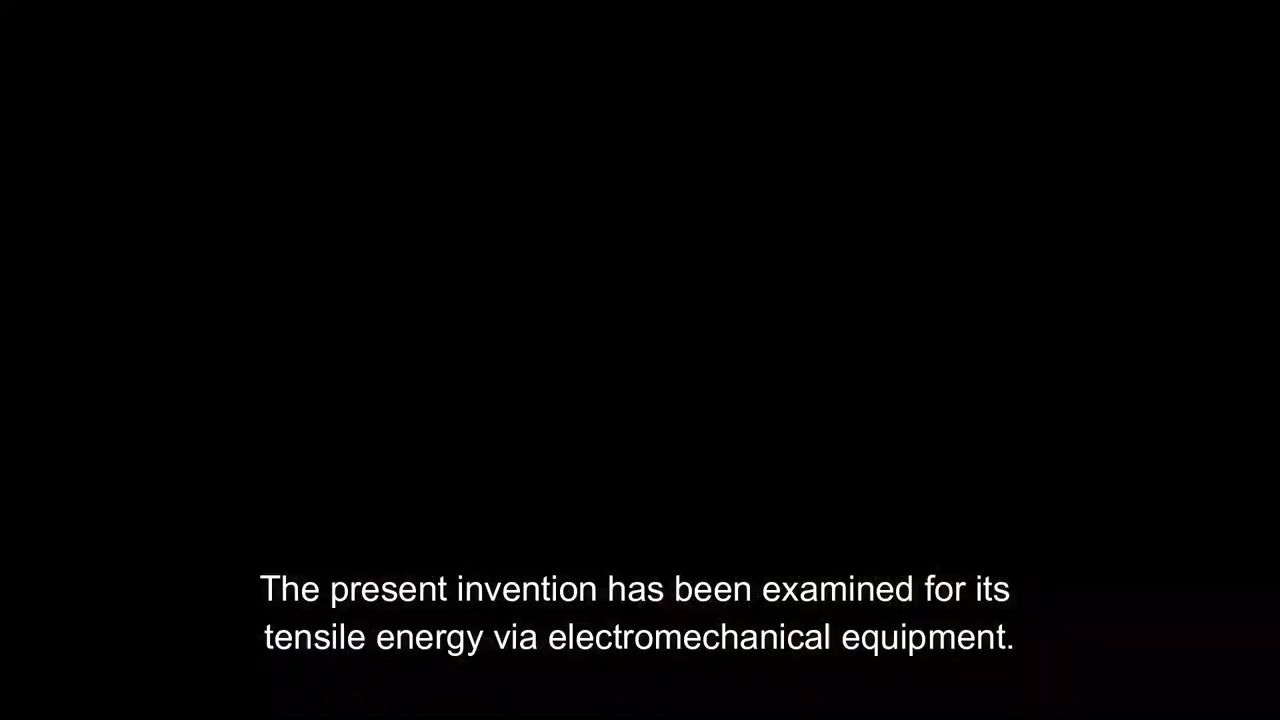 The present invention has been examined for its
tensile energy via electromechanical equipment.